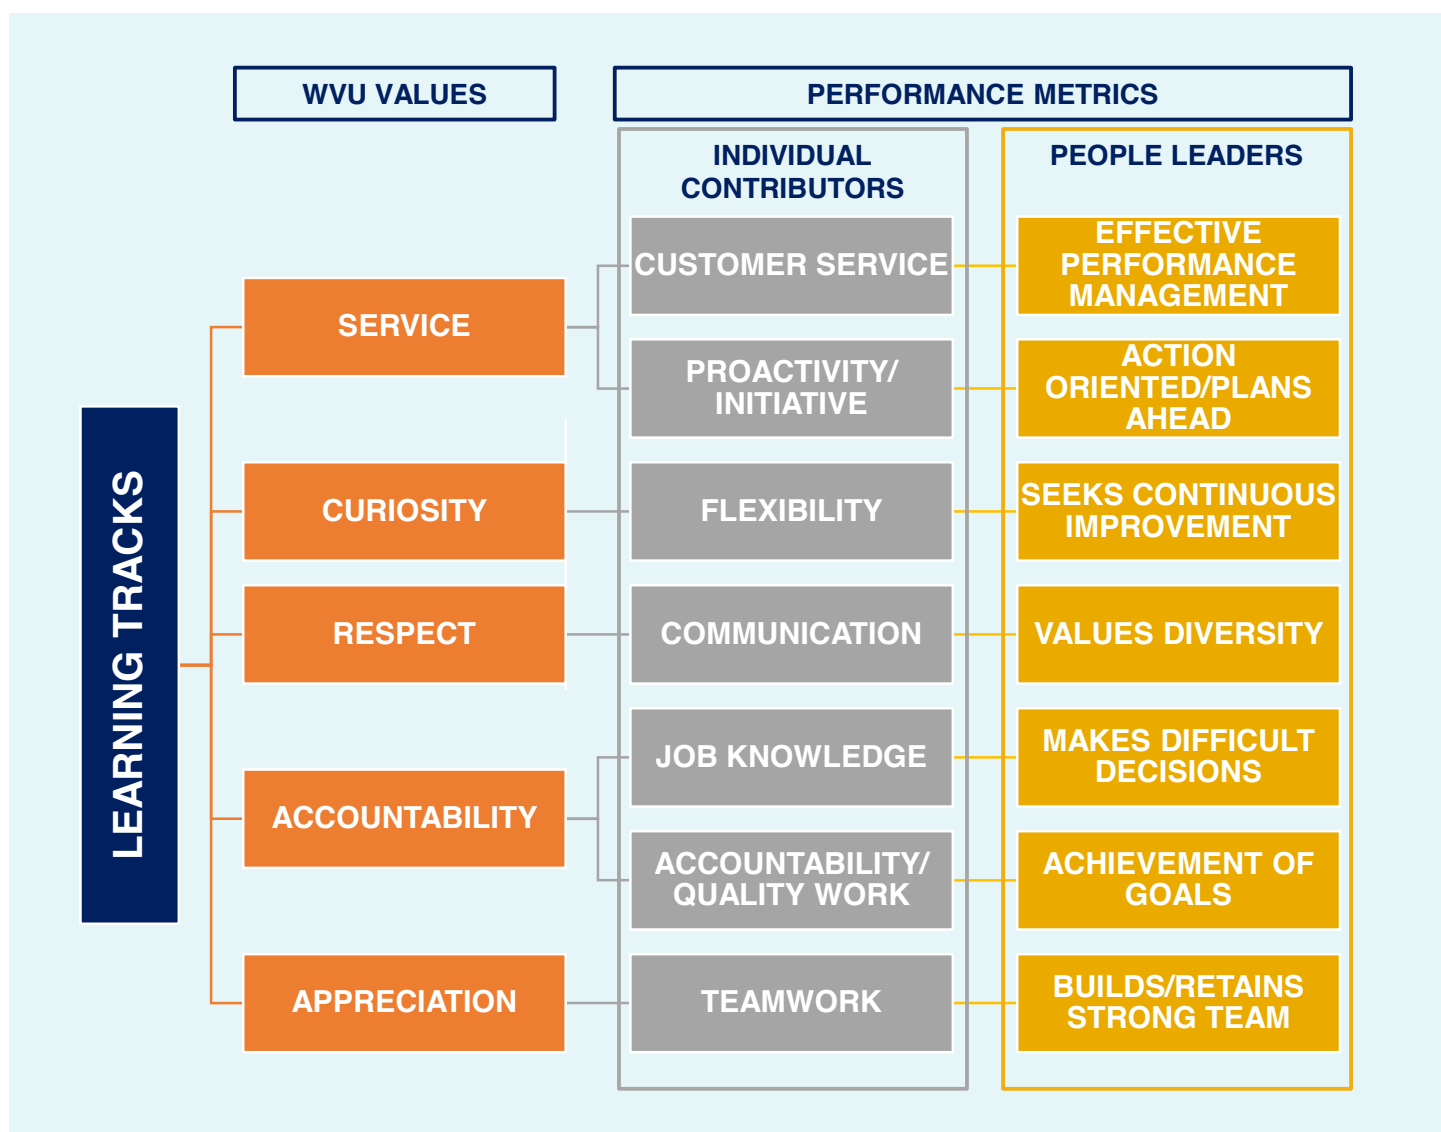 WVU VALUES
PERFORMANCE METRICS
INDIVIDUAL
CONTRIBUTORS
PEOPLE LEADERS
LEARNING TRACKS
SERVICE
CUSTOMER SERVICE
EFFECTIVE
PERFORMANCE
MANAGEMENT
PROACTIVITY/
INITIATIVE
ACTION
ORIENTED/PLANS
AHEAD
CURIOSITY
FLEXIBILITY
SEEKS CONTINUOUS
IMPROVEMENT
RESPECT
COMMUNICATION
VALUES DIVERSITY
ACCOUNTABILITY
JOB KNOWLEDGE
MAKES DIFFICULT
DECISIONS
ACCOUNTABILITY/
QUALITY WORK
ACHIEVEMENT OF
GOALS
APPRECIATION
TEAMWORK
BUILDS/RETAINS
STRONG TEAM